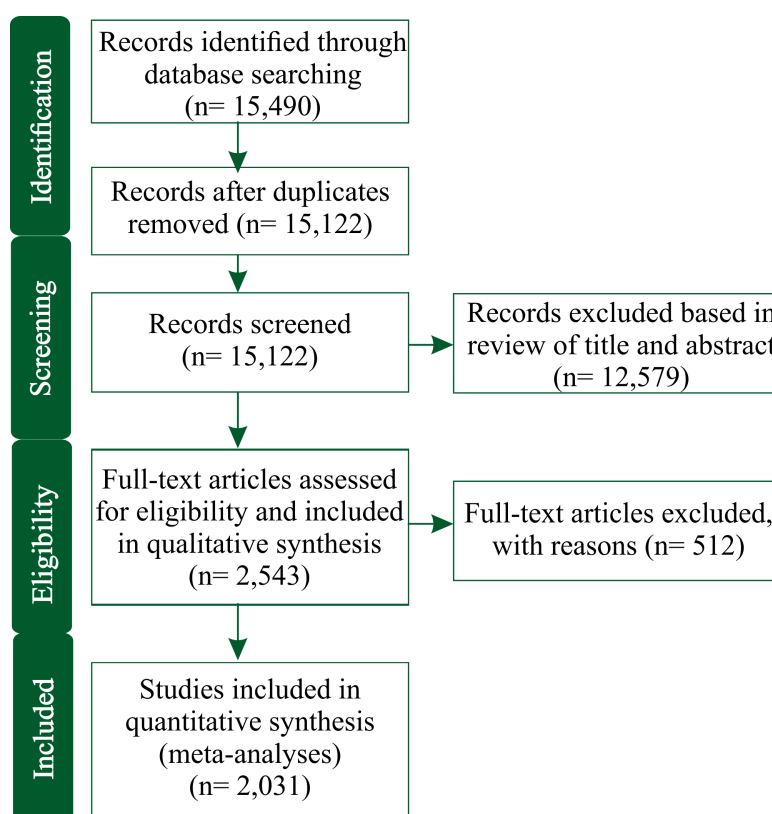 Identification
Records identified through
database searching
(n= 15,490)
Records after duplicates
removed (n= 15,122)
Screening
Records screened
(n= 15,122)
Records excluded based in
review of title and abstract
(n= 12,579)
Eligibility
Full-text articles assessed
for eligibility and included
in qualitative synthesis
(n= 2,543)
Full-text articles excluded,
with reasons (n= 512)
Included
Studies included in
quantitative synthesis
(meta-analyses)
(n= 2,031)